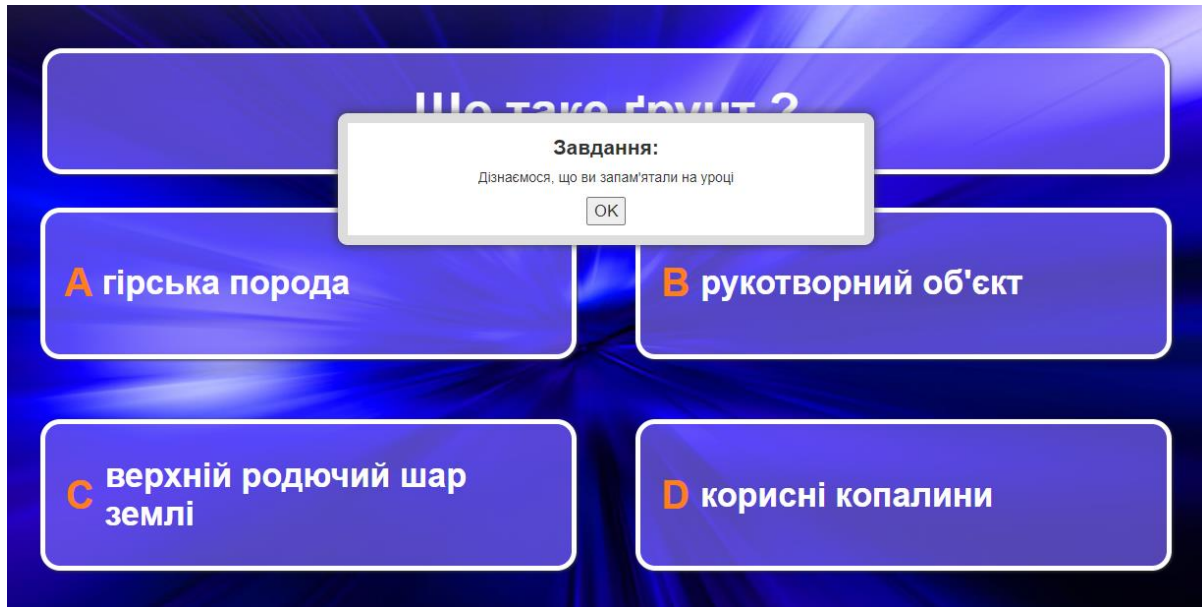 Що таке ґрунт ?
Завдання:
Дізнаємося, що ви запам'ятали на уроці
OK
A гірська порода
B рукотворний об'єкт
C верхній родючий шар
землі
D корисні копалини